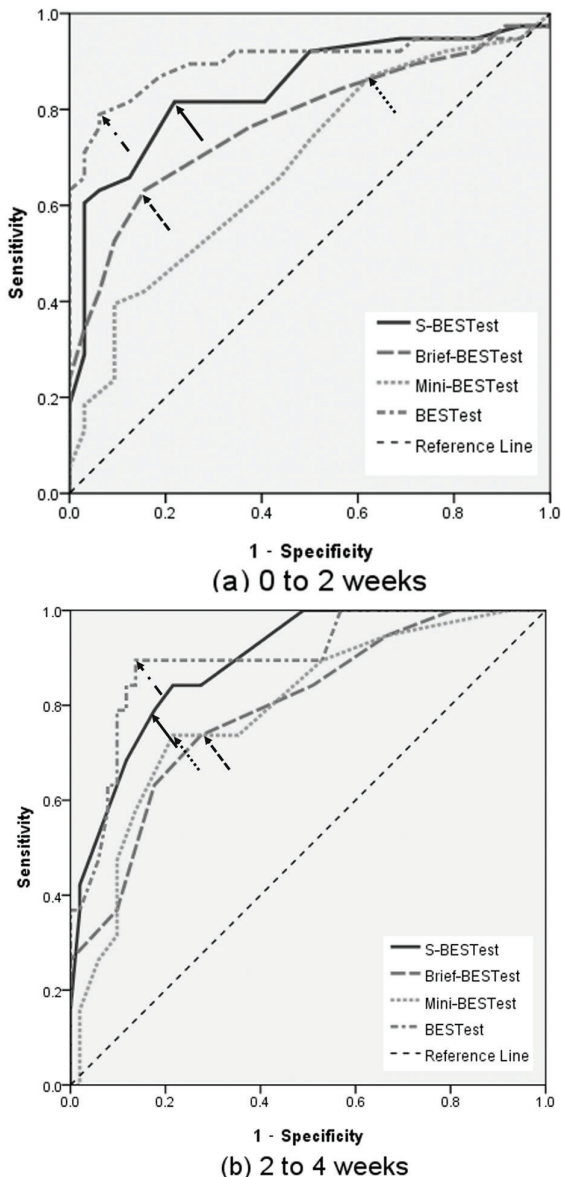 1.0
0.8
0.6
0.4
0.2
0.0
Sensitivity
S-BESTest
Brief-BESTest
Mini-BESTest
BESTest
Reference Line
0.0 0.2 0.4 0.6 0.8 1.0
1 - Specificity
(a) 0 to 2 weeks
1.0
0.8
0.6
0.4
0.2
0.0
Sensitivity
S-BESTest
Brief-BESTest
Mini-BESTest
BESTest
Reference Line
0.0 0.2 0.4 0.6 0.8 1.0
1 - Specificity
(b) 2 to 4 weeks